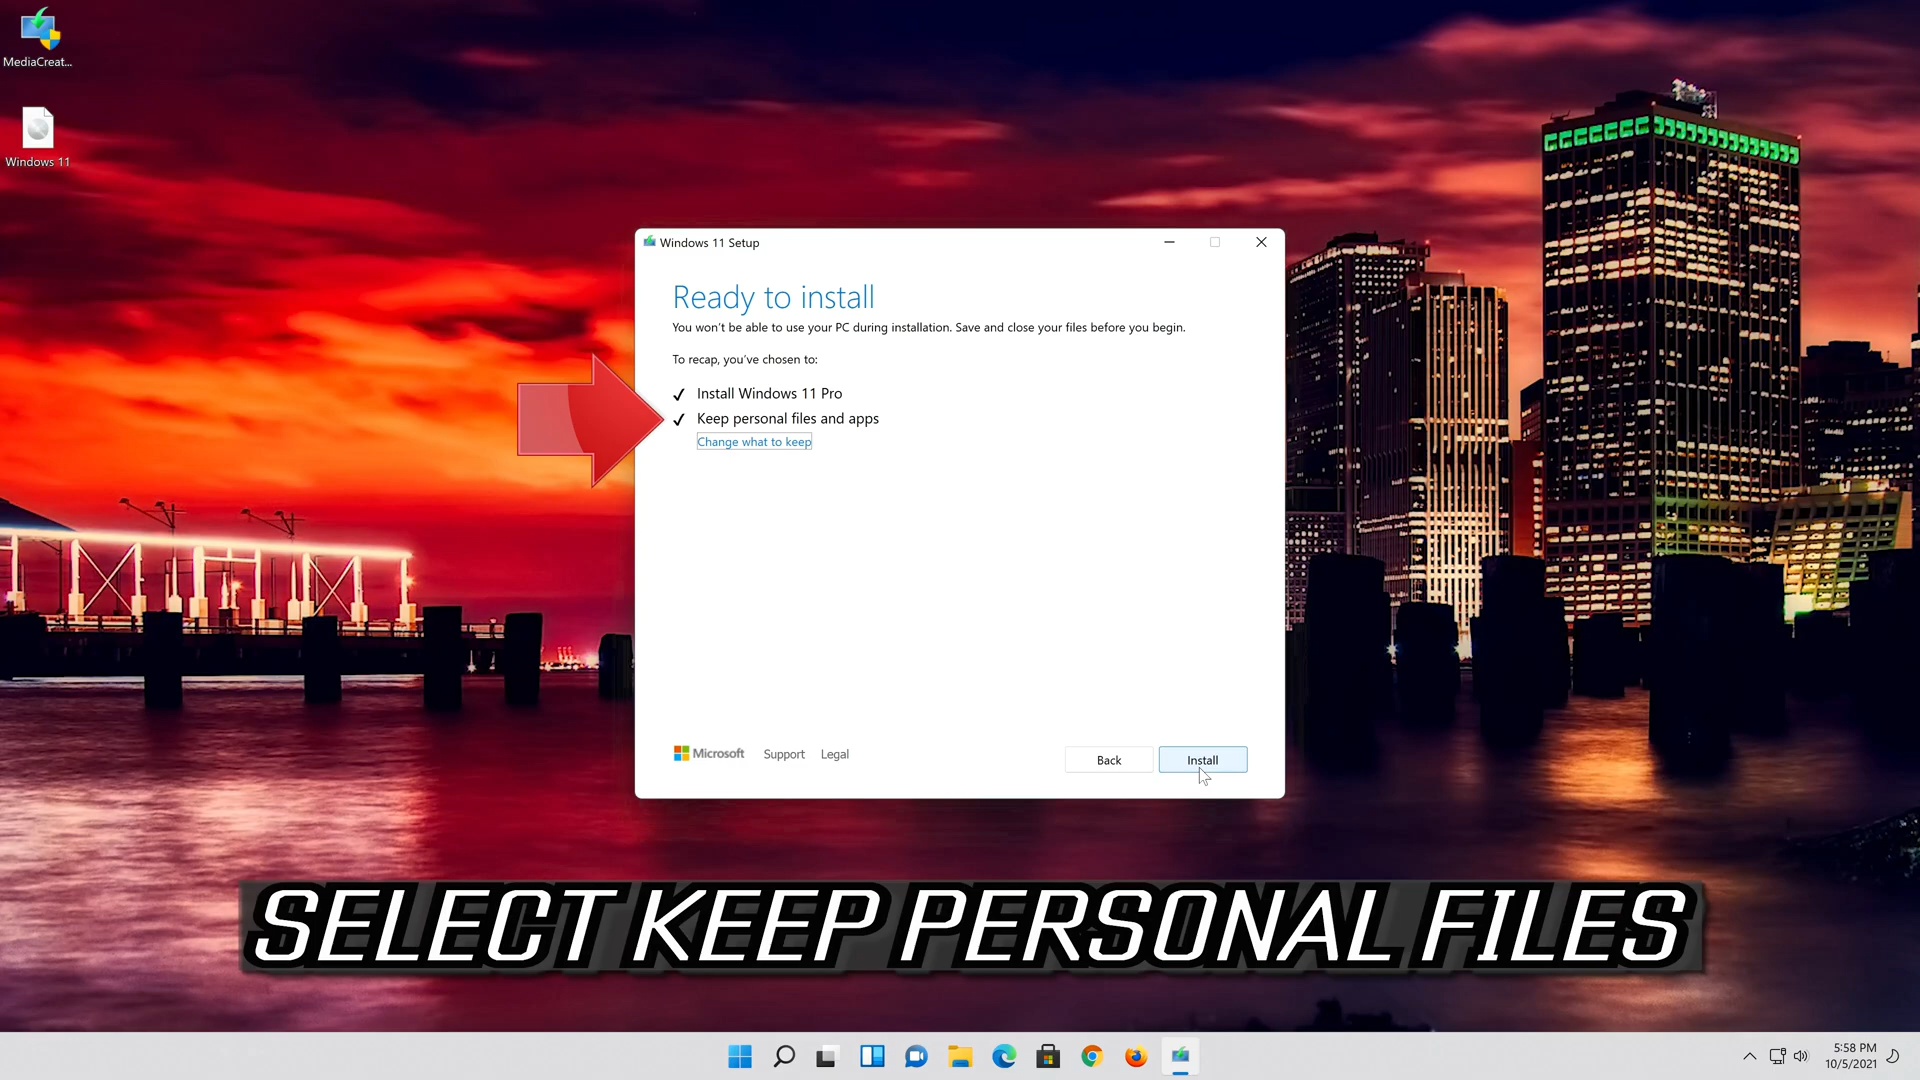 MediaCreat...
Windows 11
Windows 11 Setup
Ready to install
You won't be able to use your PC during installation. Save and close your files before you begin.
To recap, you've chosen to:
Install Windows 11 Pro
Keep personal files and apps
Change what to keep
Microsoft Support Legal
Back Install
SELECT KEEP PERSONAL FILES
5:58 PM
10/5/2021